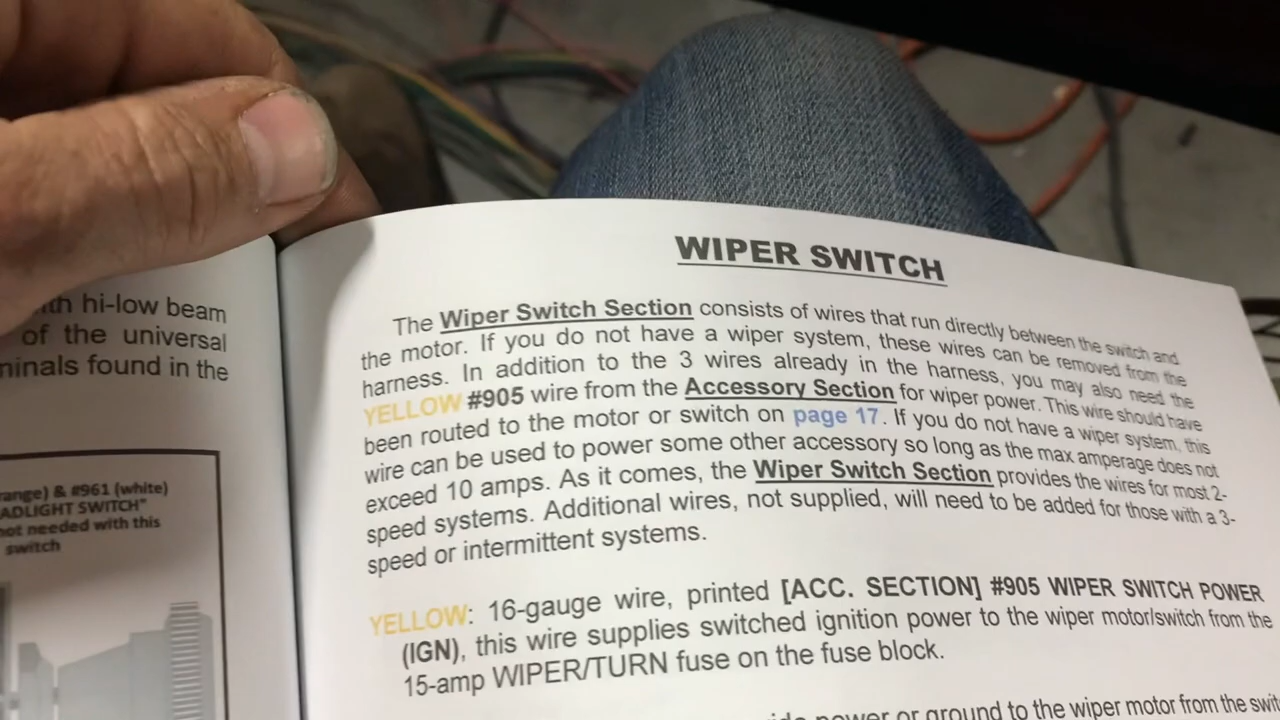 hi-low beam
of the universal
found in the
& #961 (white)
SWITCH"
not needed with this
switch
WIPER SWITCH
The Wiper Switch Section consists of wires that run directly between the switch and
the motor. If you do not have a wiper system, these wires can be removed from the
harness. In addition to the 3 wires already in the harness, you may also need the
YELLOW #905 wire from the Accessory Section for wiper power. This wire should have
been routed to the motor or switch on page 17. If you do not have a wiper system, this
wire can be used to power some other accessory so long as the max amperage does not
exceed 10 amps. As it comes, the Wiper Switch Section provides the wires for most 2-
speed systems. Additional wires, not supplied, will need to be added for those with a 3-
speed or intermittent systems.
YELLOW: 16-gauge wire, printed [ACC. SECTION] #905 WIPER SWITCH POWER
(IGN), this wire supplies switched ignition power to the wiper motor/switch from the
15-amp WIPER/TURN fuse on the fuse block.
power or ground to the wiper motor from the